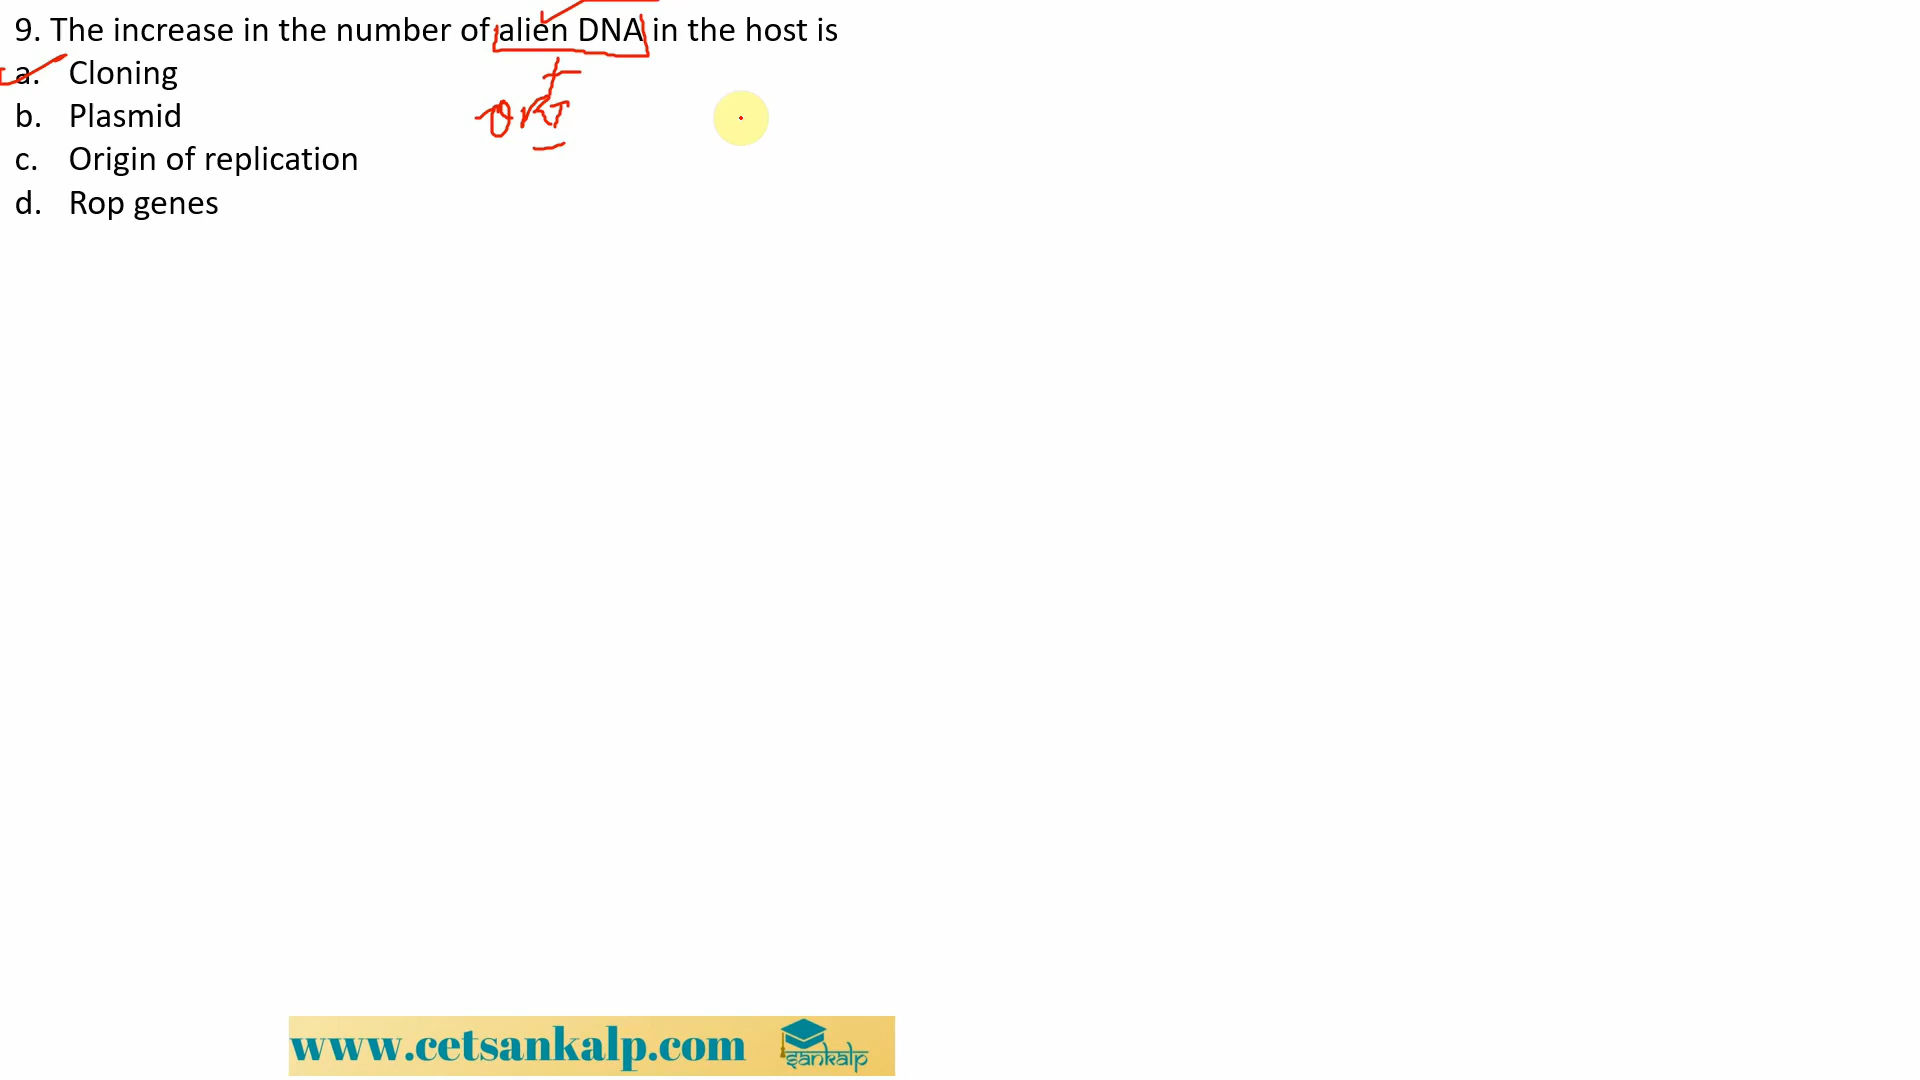 9. The increase in the number of alien DNA in the host is
a. Cloning
b. Plasmid
c. Origin of replication
d. Rop genes
www.cetsankalp.com
sankalp